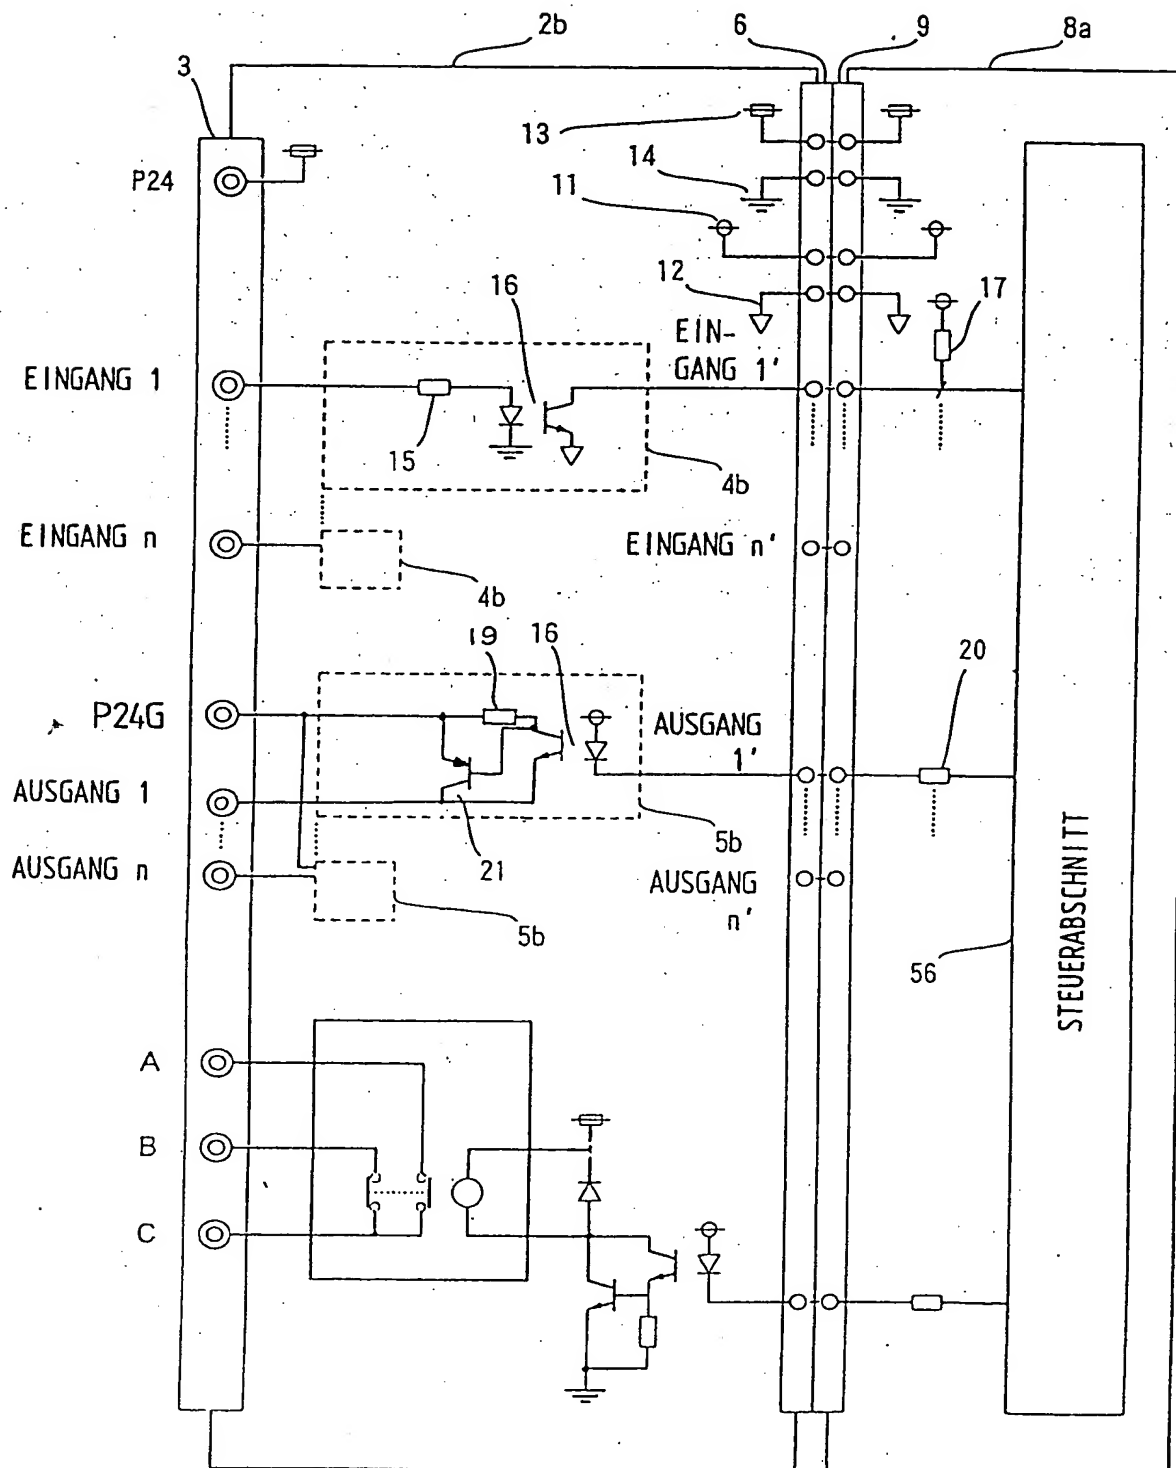 2b
6
9
8a
3
13
P24
14
11
12
16
17
EINGANG 1
EIN-
GANG 1'
15
4b
EINGANG n
EINGANG n'
4b
19
16
20
P24G
AUSGANG
1'
AUSGANG 1
5b
AUSGANG n
21
AUSGANG
n'
5b
56
STEUERABSCHNITT
A
B
C